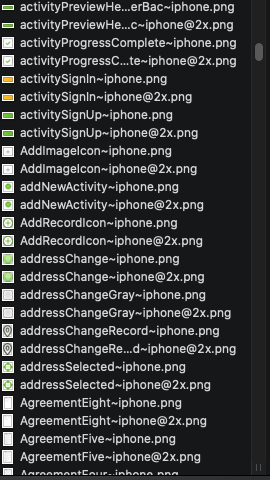 activityPreviewHe...erBac~iphone.png
activityPreviewHe...c~iphone@2x.png
activityProgressComplete~iphone.png
activityProgressC...te~iphone@2x.png
activitySignIn~iphone.png
activitySignIn~iphone@2x.png
activitySignUp~iphone.png
activitySignUp~iphone@2x.png
AddImageIcon~iphone.png
AddImageIcon~iphone@2x.png
addNewActivity~iphone.png
addNewActivity~iphone@2x.png
AddRecordIcon~iphone.png
AddRecordIcon~iphone@2x.png
addressChange~iphone.png
addressChange~iphone@2x.png
addressChangeGray~iphone.png
addressChangeGray~iphone@2x.png
addressChangeRecord~iphone.png
addressChangeRe...d~iphone@2x.png
addressSelected~iphone.png
addressSelected~iphone@2x.png
AgreementEight~iphone.png
AgreementEight~iphone@2x.png
AgreementFive~iphone.png
AgreementFive~iphone@2x.png
AgreementFour~iphone.png